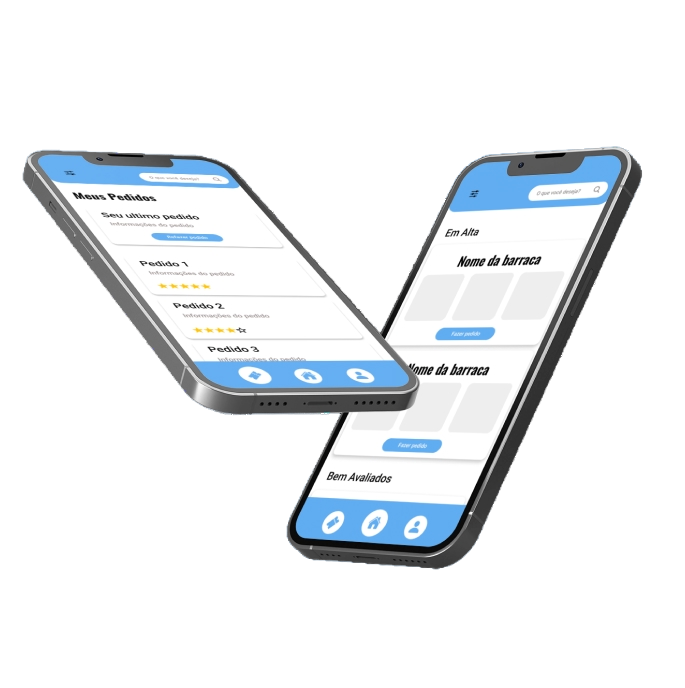 O que você deseja?
Meus Pedidos
Seu ultimo pedido
Informações do pedido
Refazer pedido
Pedido 1
Informações do pedido
Pedido 2
Informações do pedido
Pedido 3
Informações do pedido
O que você deseja?
Em Alta
Nome da barraca
Fazer pedido
Nome da barraca
Fazer pedido
Bem Avaliados